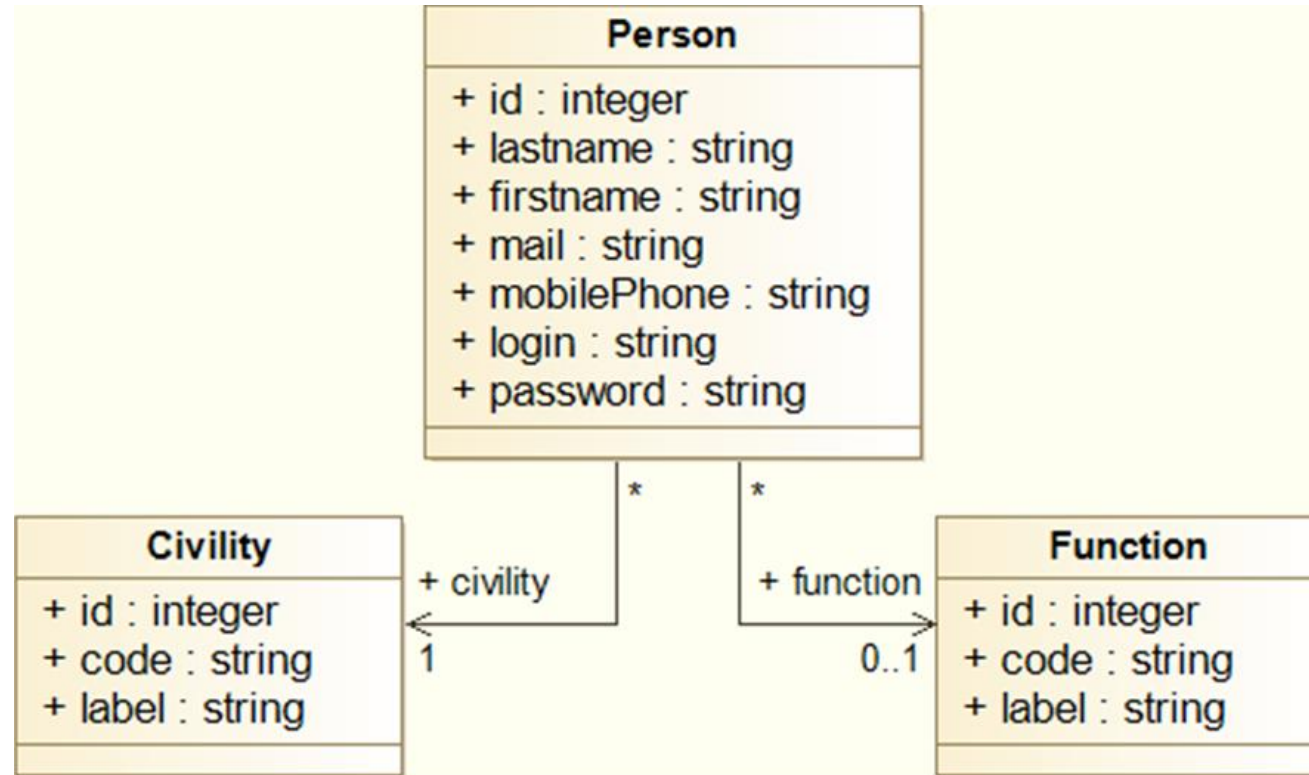 Person
+ id : integer
+ lastname : string
+ firstname : string
+ mail : string
+ mobilePhone : string
+ login : string
+ password : string
* *
Civility
+ id : integer
+ code : string
+ label : string
+ civility
1
+ function
0..1
Function
+ id : integer
+ code : string
+ label : string